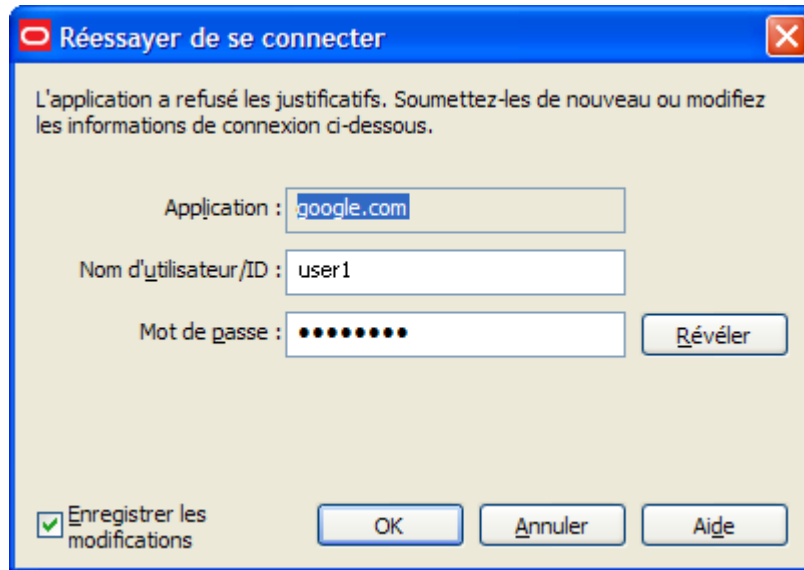 Réessayer de se connecter
L'application a refusé les justificatifs. Soumettez-les de nouveau ou modifiez
les informations de connexion ci-dessous.
Application : google.com
Nom d'utilisateur/ID : user1
Mot de passe : ●●●●●●●● Révéler
Enregistrer les
modifications
OK Annuler Aide